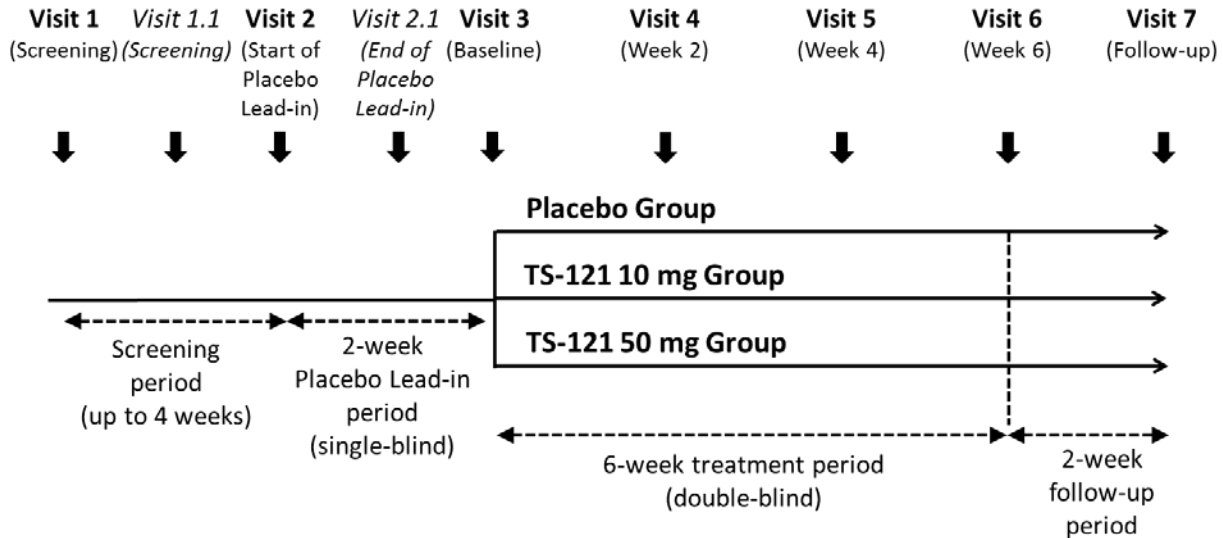 Visit 1
(Screening)
Visit 1.1
(Screening)
Visit 2
(Start of
Placebo
Lead-in)
Visit 2.1
(End of
Placebo
Lead-in)
Visit 3
(Baseline)
Visit 4
(Week 2)
Visit 5
(Week 4)
Visit 6
(Week 6)
Visit 7
(Follow-up)
Placebo Group
TS-121 10 mg Group
TS-121 50 mg Group
Screening
period
(up to 4 weeks)
2-week
Placebo Lead-in
period
(single-blind)
6-week treatment period
(double-blind)
2-week
follow-up
period